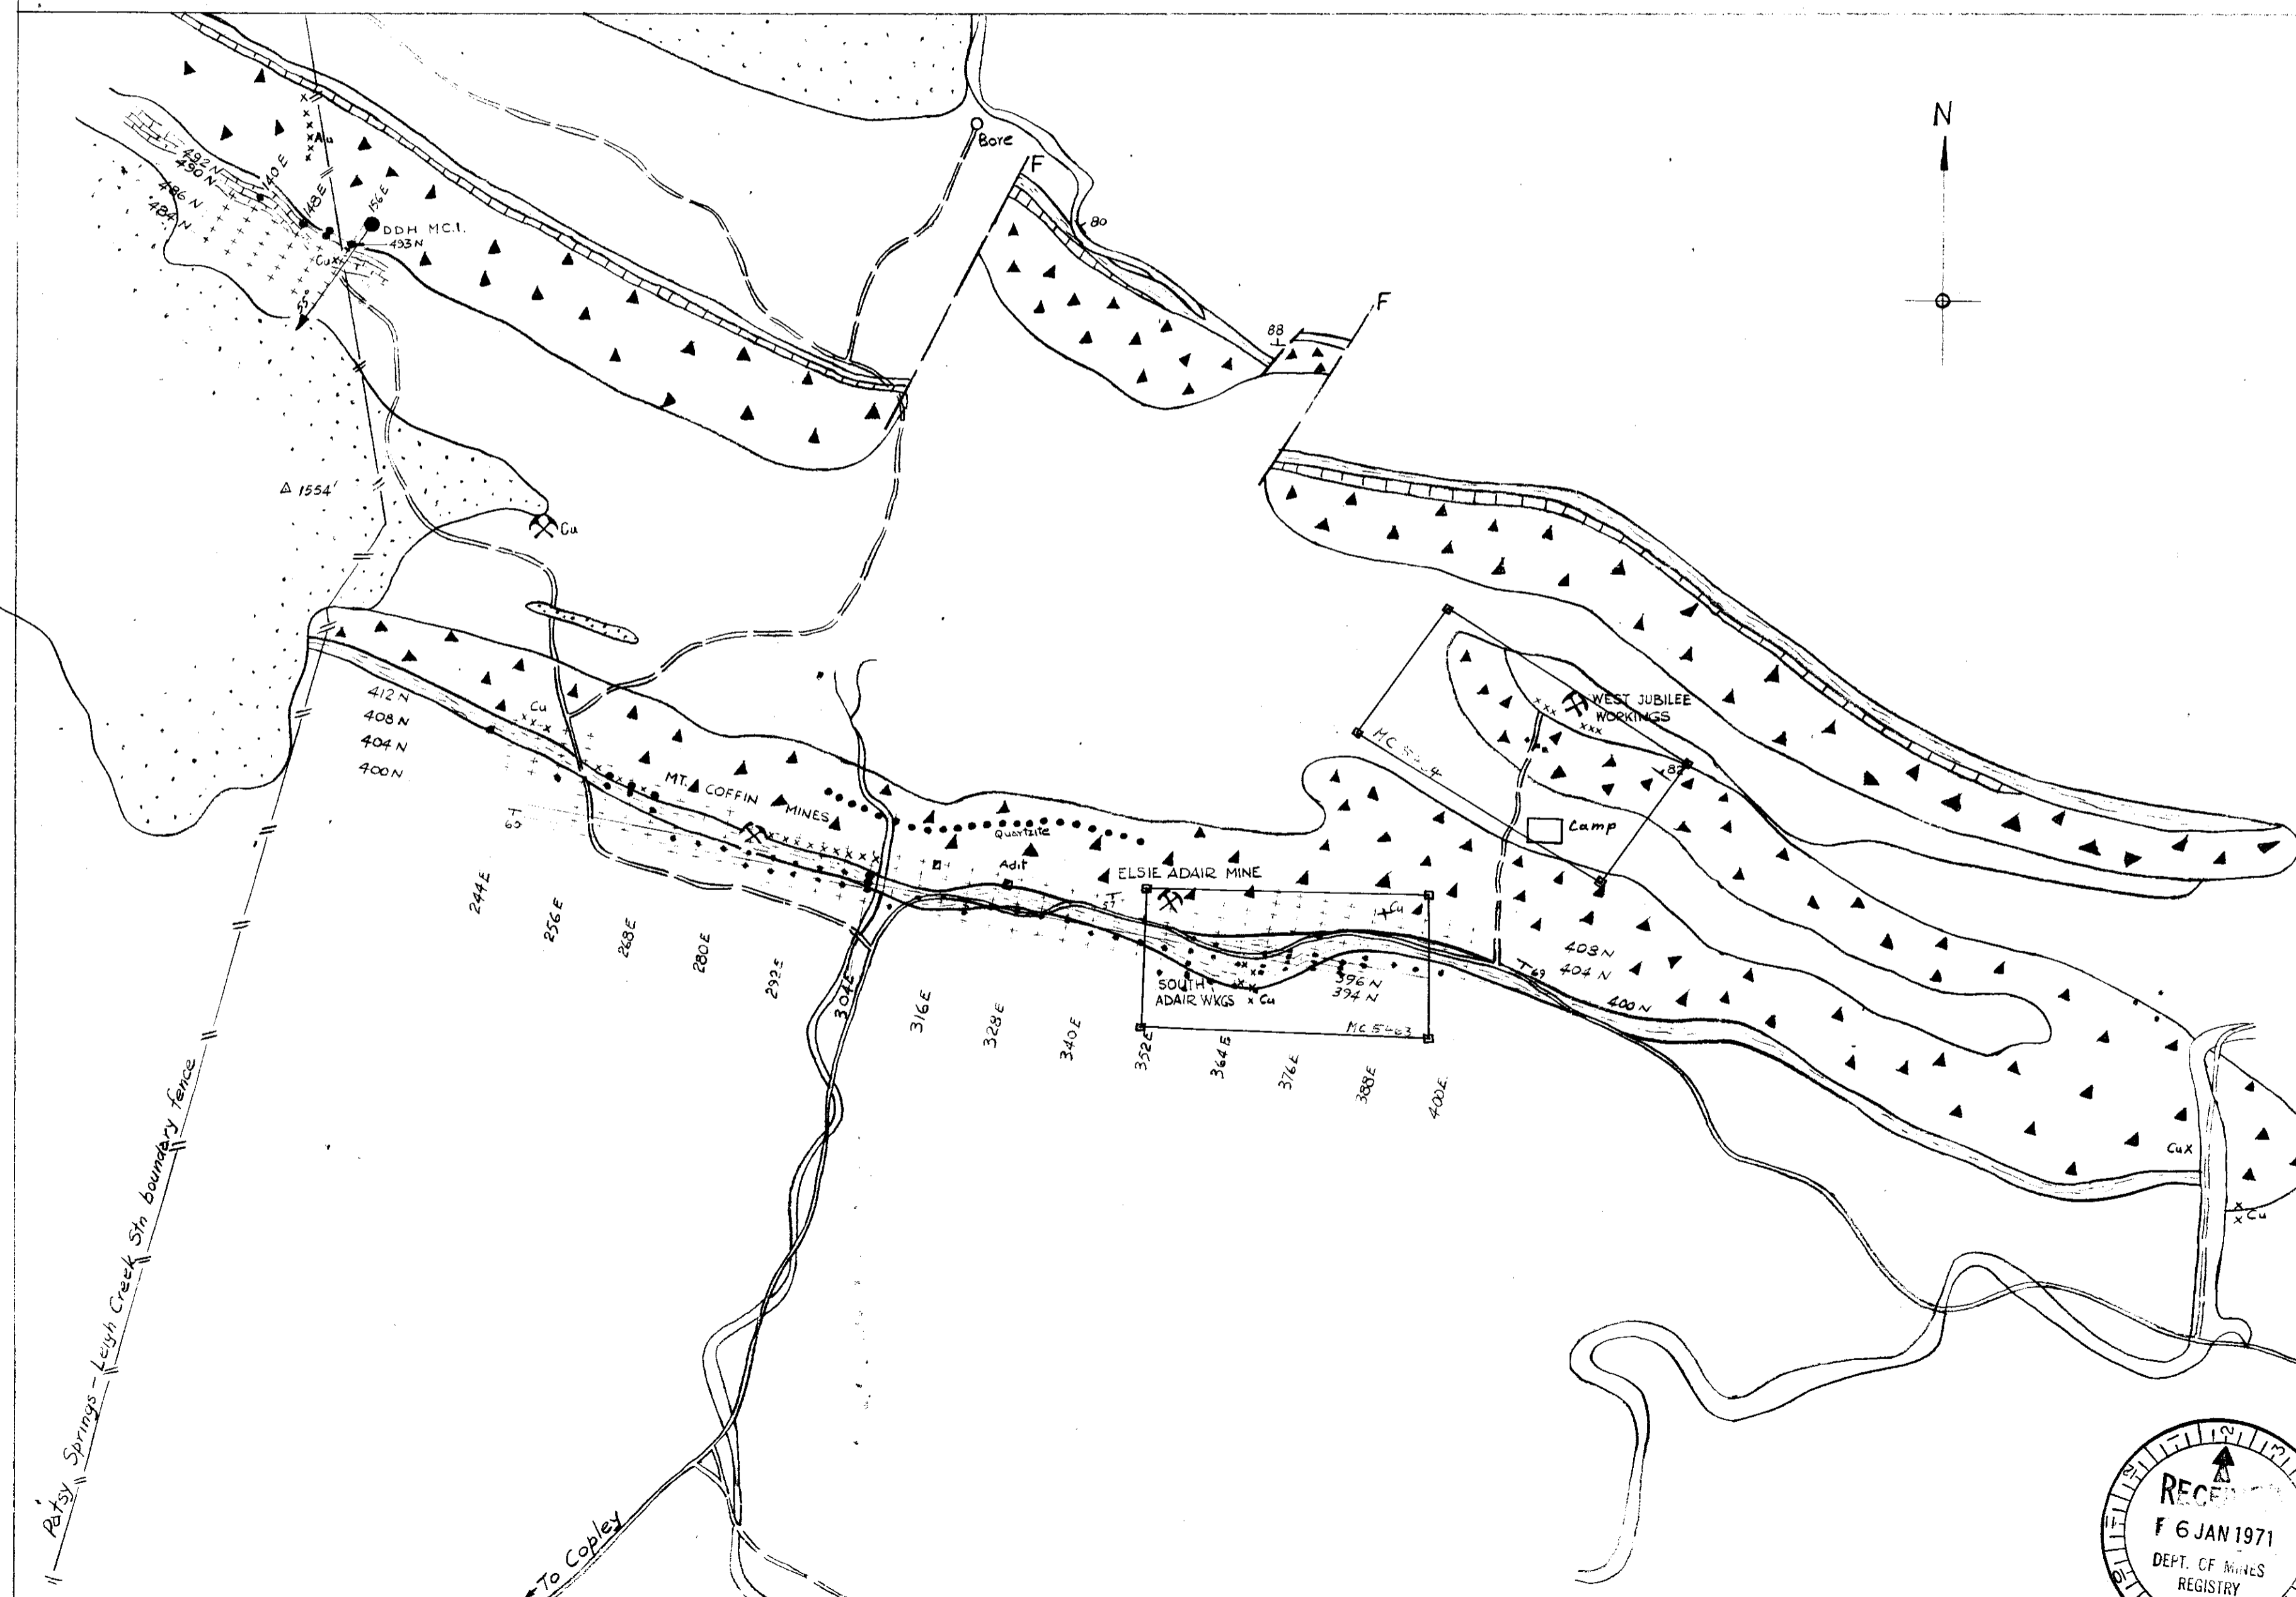 N
Bore
F
80
Au
492 N
490 N
486 N
484 N
140 E
148 E
156 E
DDH MC.1.
493 N
Cu x
55°
F
88
△ 1554'
Cu
412 N
408 N
404 N
400 N
Cu
MT. COFFIN MINES
60
Quartzite
Adit
WEST JUBILEE
WORKINGS
82
Camp
ELSIE ADAIR MINE
57
Cu
SOUTH
ADAIR WKGS
x Cu
396 N
394 N
MC 5463
69
408 N
404 N
400 N
244 E
256 E
268 E
280 E
292 E
304 E
316 E
328 E
340 E
352 E
364 E
376 E
388 E
400 E.
Cu X
x Cu
Patsy Springs - Leigh Creek Stn boundary fence
To Copley
6 JAN 1971
DEPT. OF MINES
REGISTRY